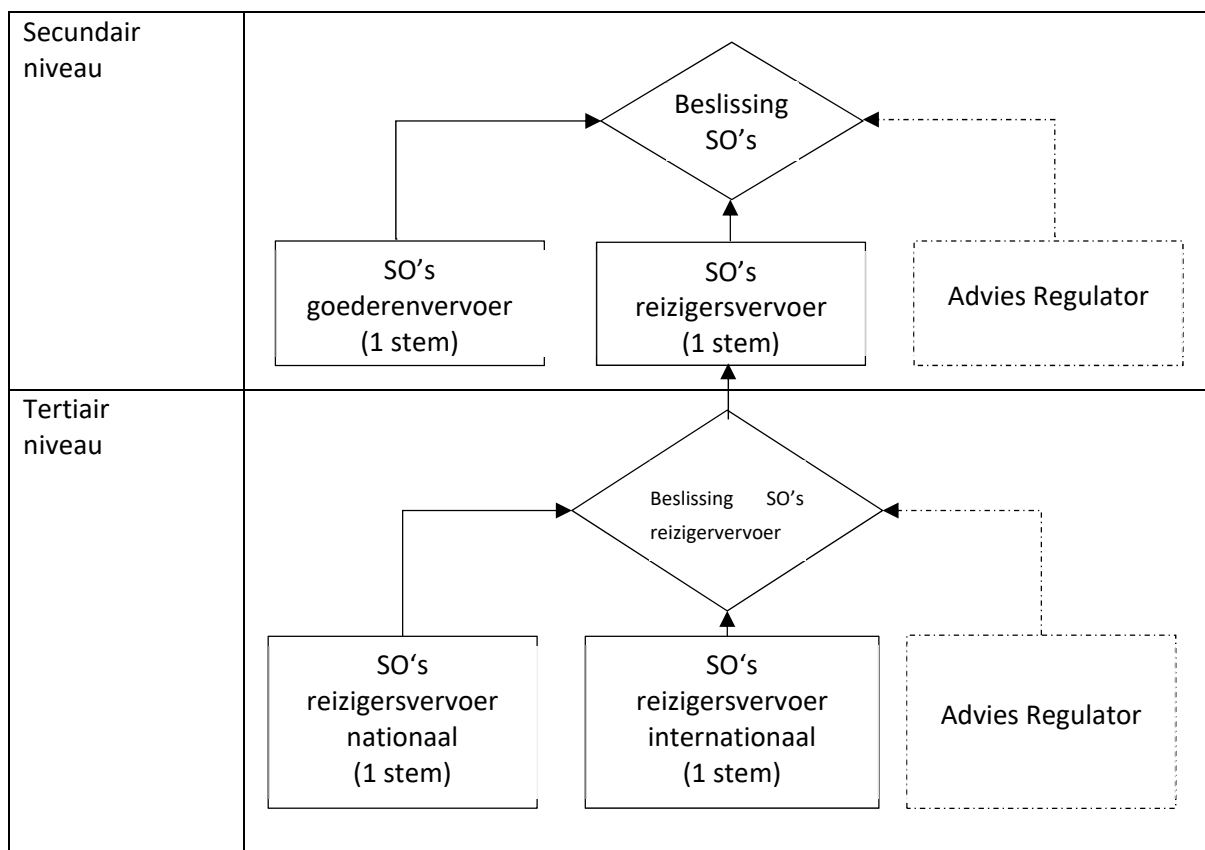 Secundair
niveau
Beslissing
SO’s
SO’s
goederenvervoer
(1 stem)
SO’s
reizigersvervoer
(1 stem)
Advies Regulator
Tertiair
niveau
Beslissing SO’s
reizigervervoer
SO‘s
reizigersvervoer
nationaal
(1 stem)
SO‘s
reizigersvervoer
internationaal
(1 stem)
Advies Regulator